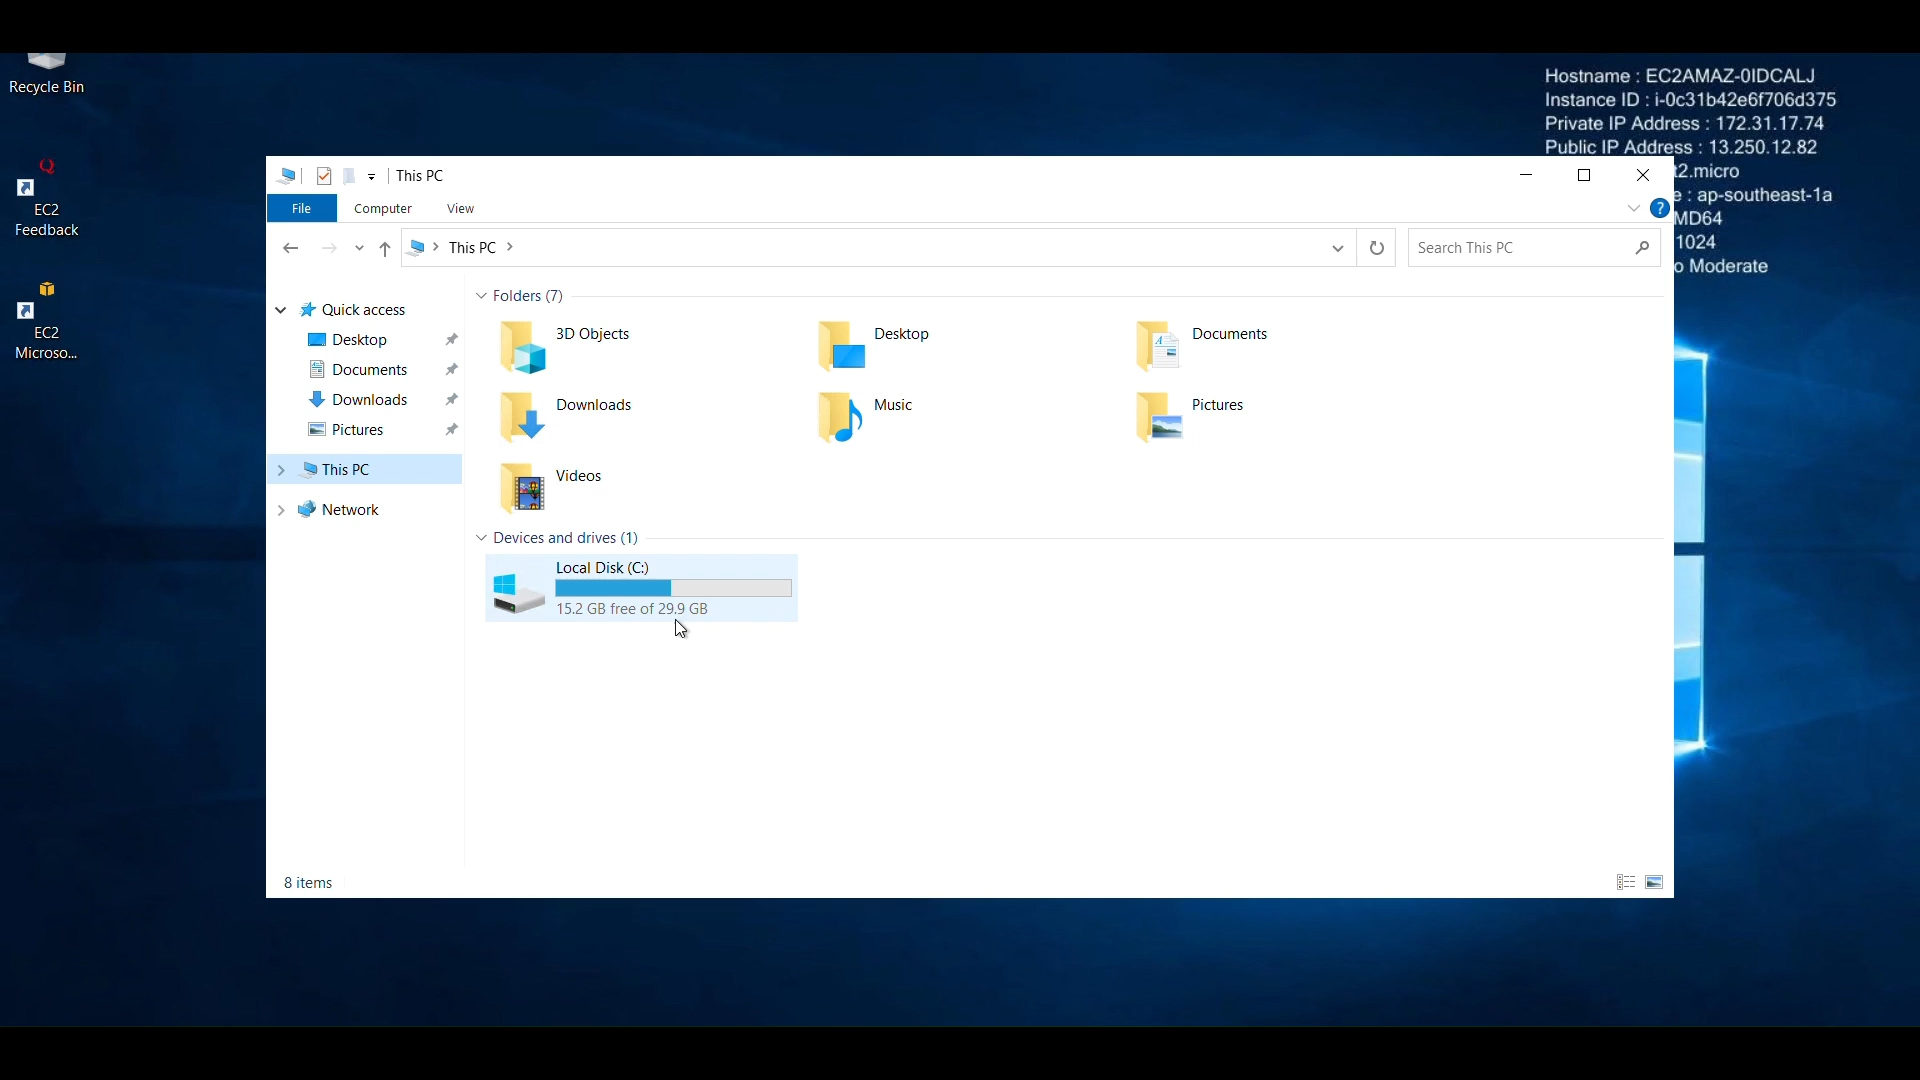 Recycle Bin
EC2
Feedback
EC2
Microso...
Hostname : EC2AMAZ-0IDCALJ
Instance ID : i-0c31b42e6f706d375
Private IP Address : 172.31.17.74
Public IP Address : 13.250.12.82
t2.micro
e : ap-southeast-1a
MD64
1024
o Moderate
This PC
File Computer View
This PC
Search This PC
Quick access
Desktop
Documents
Downloads
Pictures
This PC
Network
Folders (7)
3D Objects Desktop Documents
Downloads Music Pictures
Videos
Devices and drives (1)
Local Disk (C:)
15.2 GB free of 29.9 GB
8 items